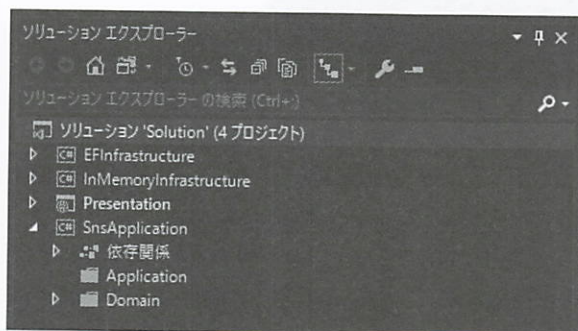 ソリューション エクスプローラー
ソリューション エクスプローラー の検索 (Ctrl+:)
ソリューション 'Solution' (4 プロジェクト)
C# EFInfrastructure
C# InMemoryInfrastructure
Presentation
C# SnsApplication
依存関係
Application
Domain